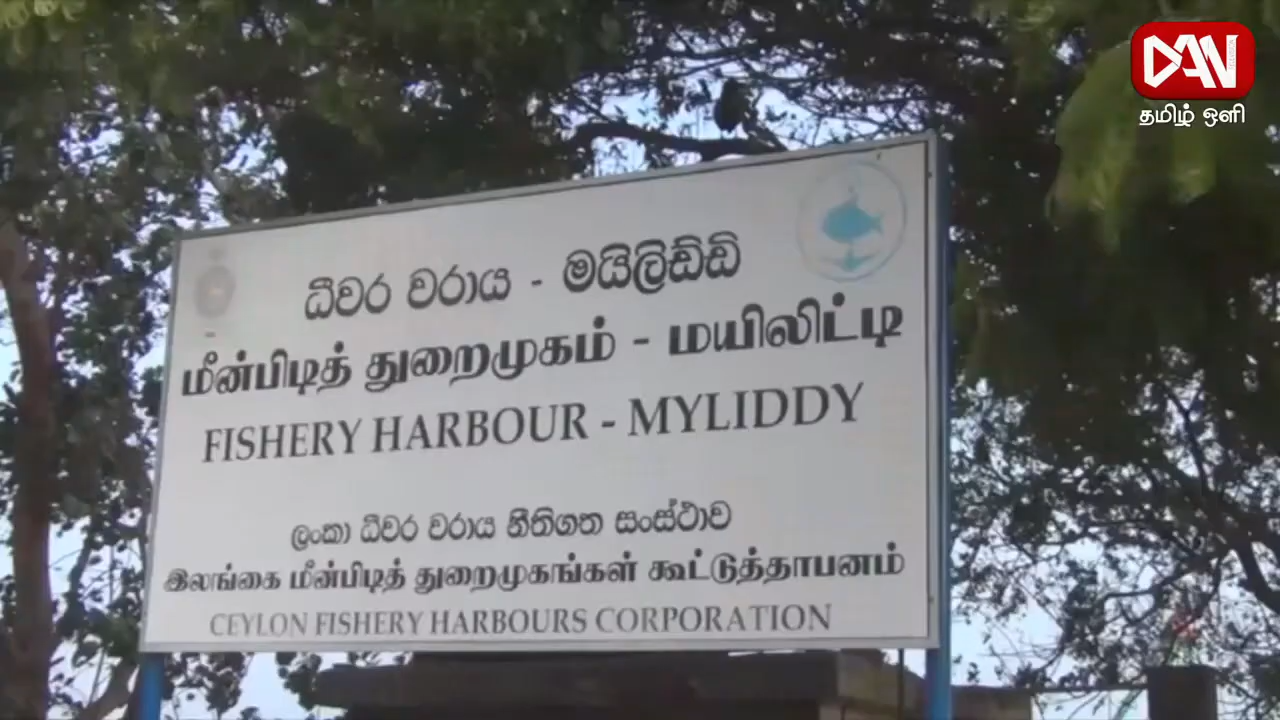 DAN
தமிழ் ஒளி
ධීවර වරාය - මයිලිඩ්ඩි
மீன்பிடித் துறைமுகம் - மயிலிட்டி
FISHERY HARBOUR - MYLIDDY
ලංකා ධීවර වරාය නීතිගත සංස්ථාව
இலங்கை மீன்பிடித் துறைமுகங்கள் கூட்டுத்தாபனம்
CEYLON FISHERY HARBOURS CORPORATION